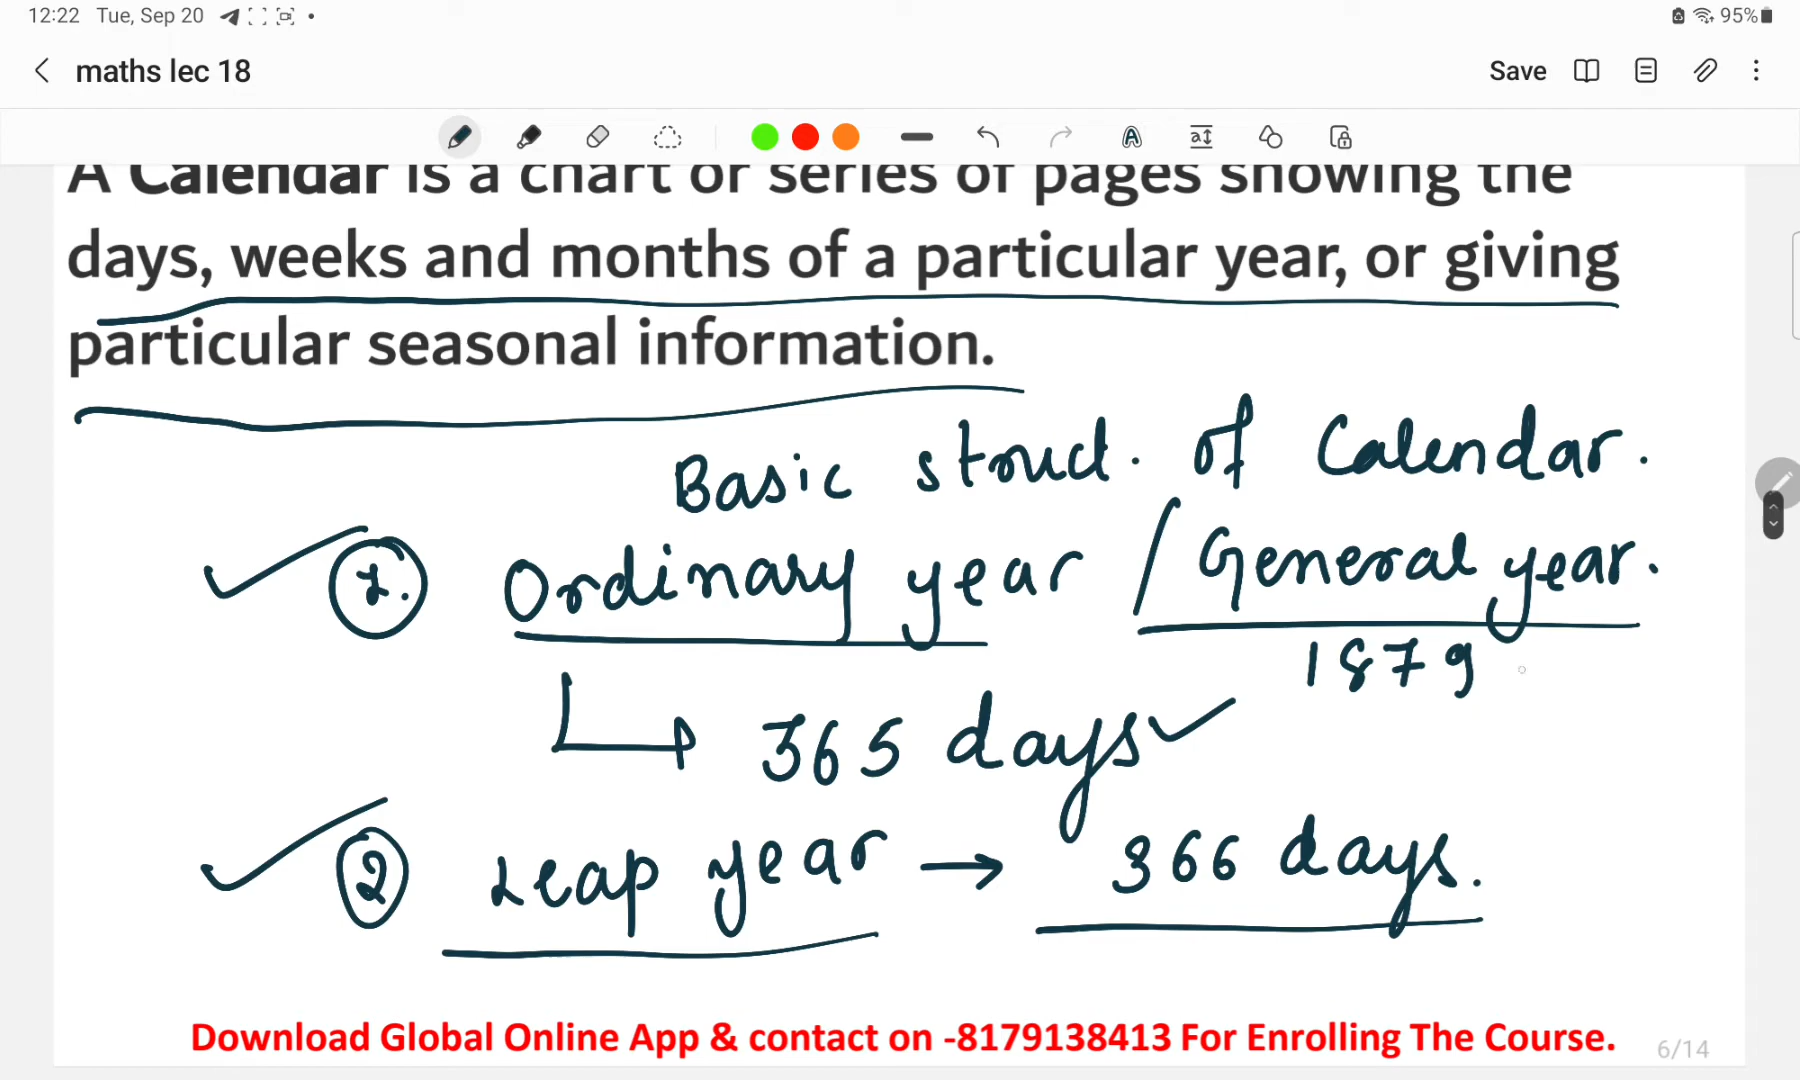 12:22 Tue, Sep 20 95%
maths lec 18 Save
A Calendar is a chart or series of pages showing the
days, weeks and months of a particular year, or giving
particular seasonal information.
Basic struct. of Calendar.
1. Ordinary year / General year.
1879
365 days
2 Leap year → 366 days.
Download Global Online App & contact on -8179138413 For Enrolling The Course.
6/14